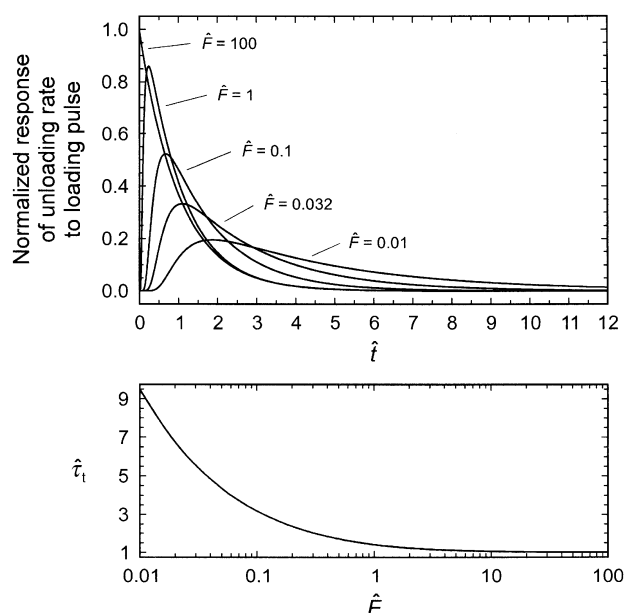 Normalized response
of unloading rate
to loading pulse
1.0
0.8
0.6
0.4
0.2
0.0
F̂ = 100
F̂ = 1
F̂ = 0.1
F̂ = 0.032
F̂ = 0.01
0 1 2 3 4 5 6 7 8 9 10 11 12
t̂
τ̂t
9
7
5
3
1
0.01 0.1 1 10 100
F̂